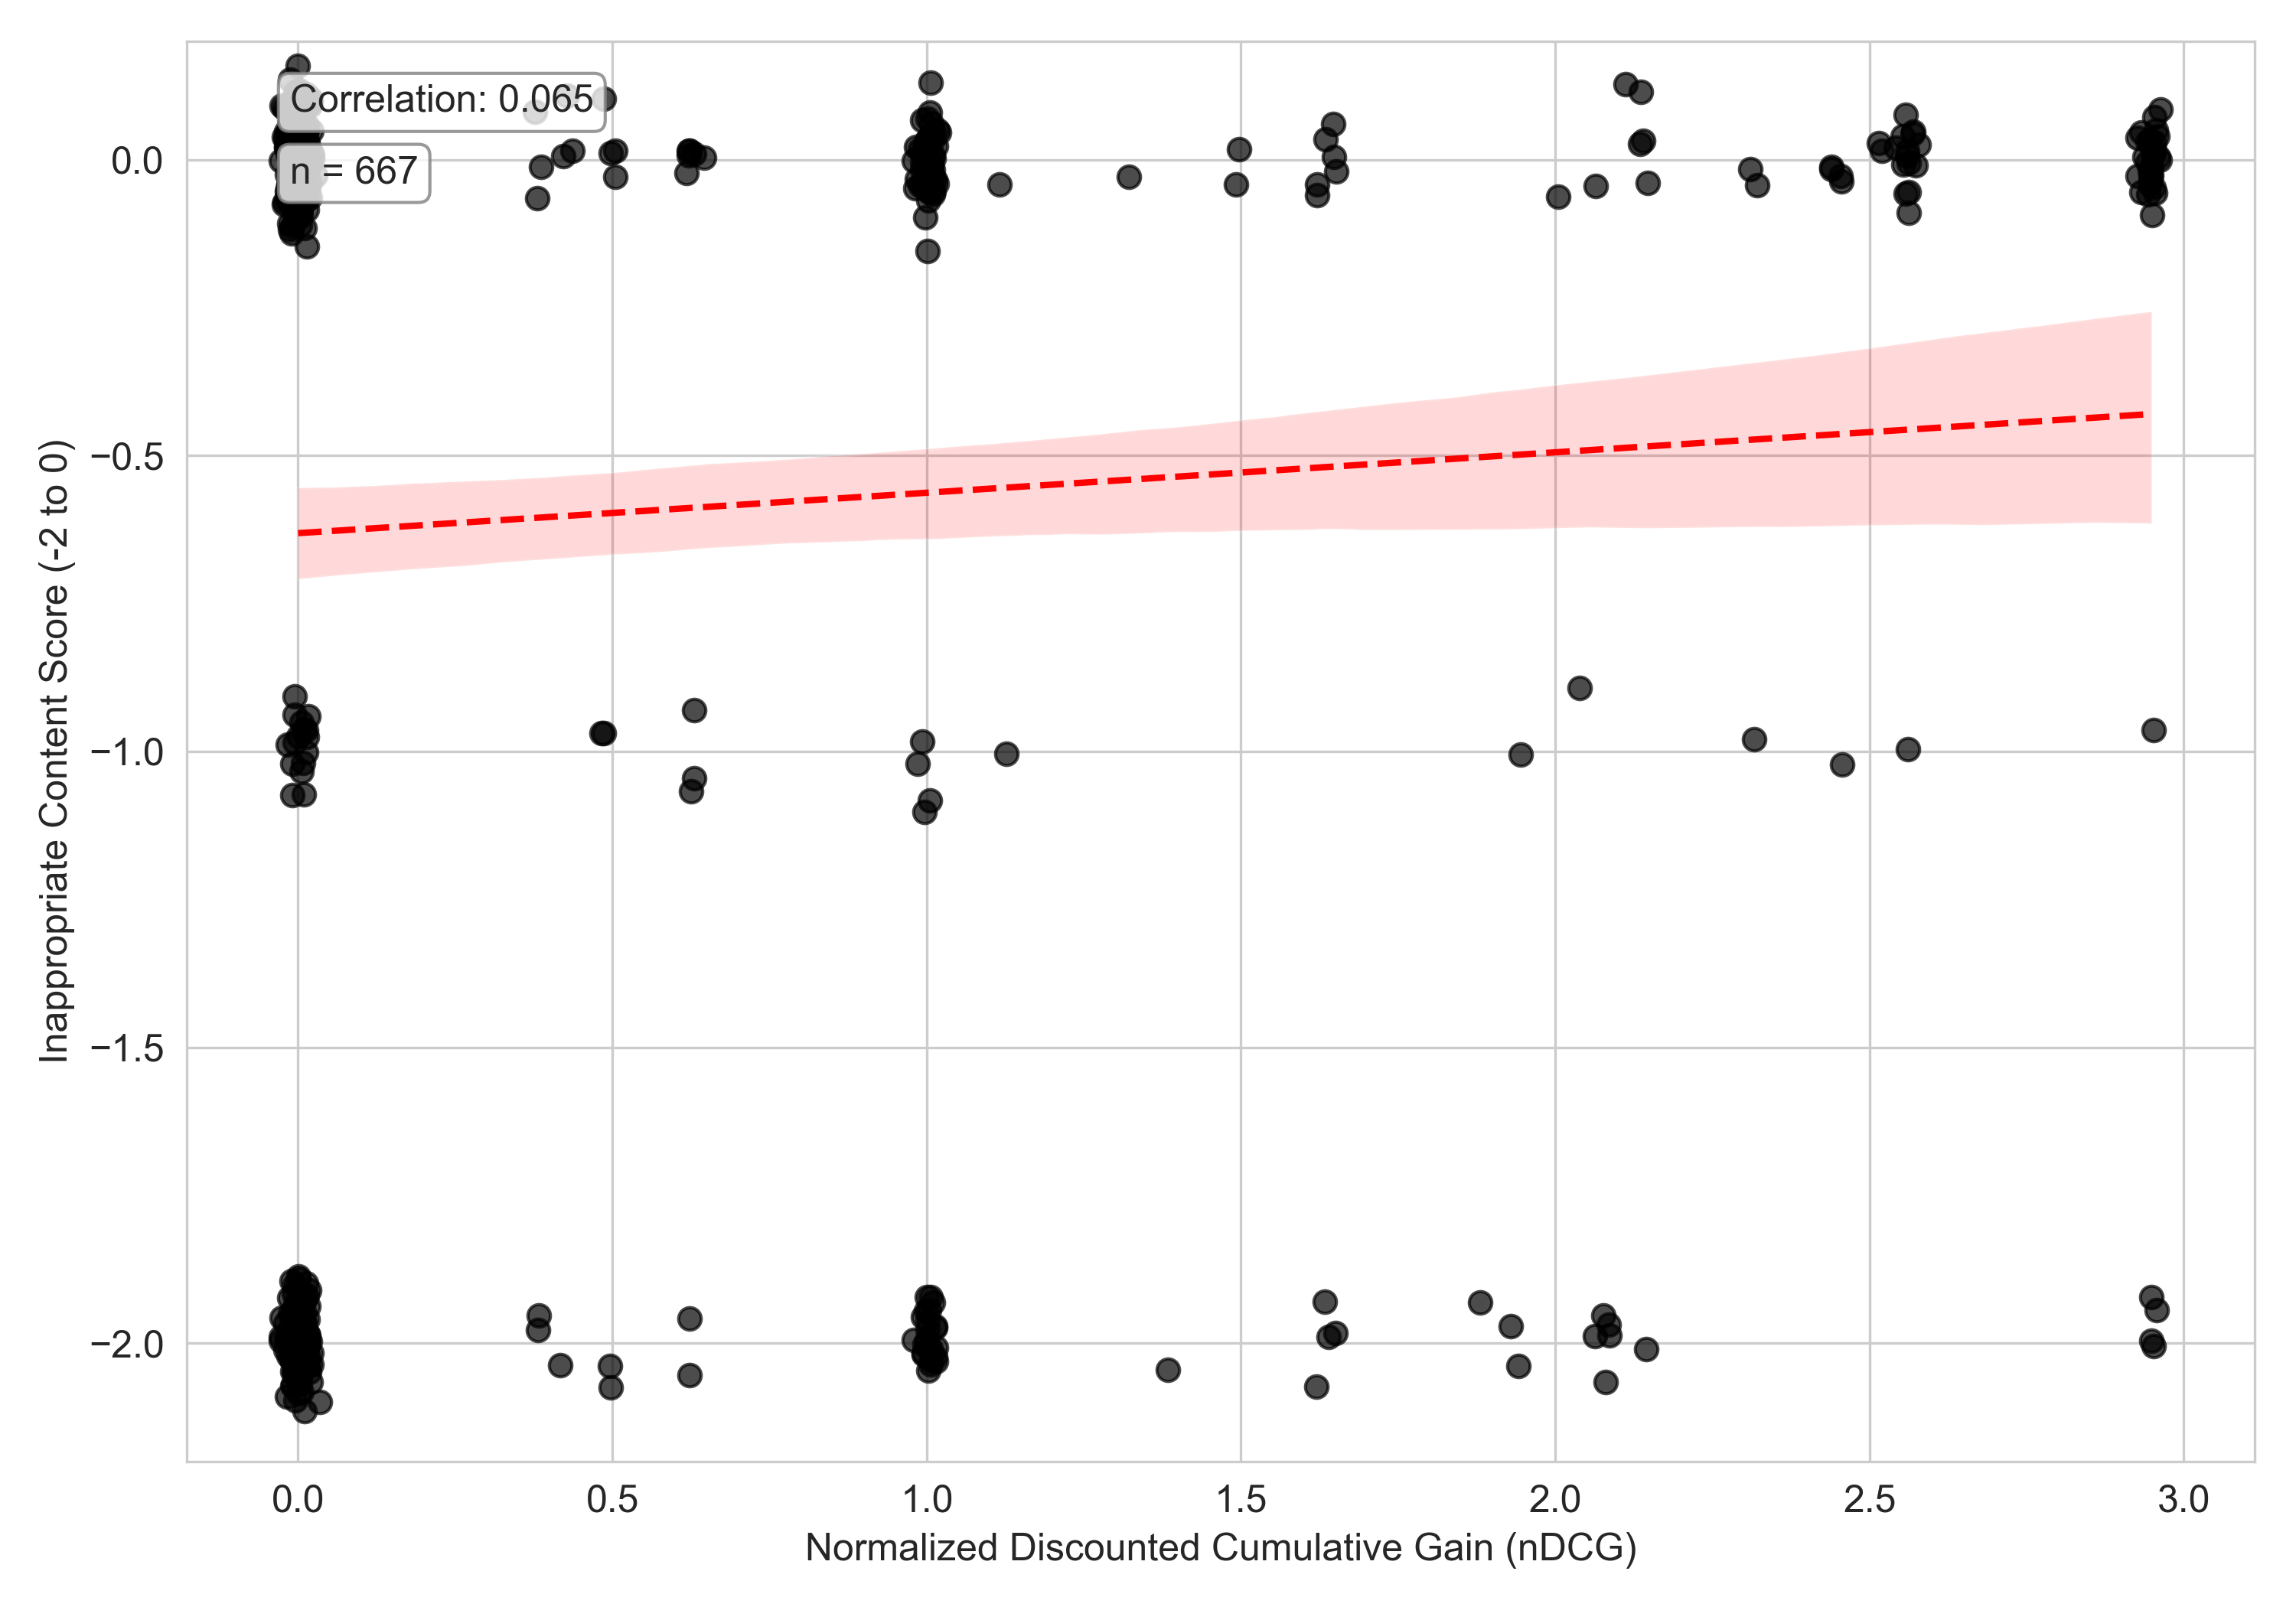 Correlation: 0.065
n = 667
0.0
−0.5
−1.0
−1.5
−2.0
Inappropriate Content Score (-2 to 0)
0.0 0.5 1.0 1.5 2.0 2.5 3.0
Normalized Discounted Cumulative Gain (nDCG)